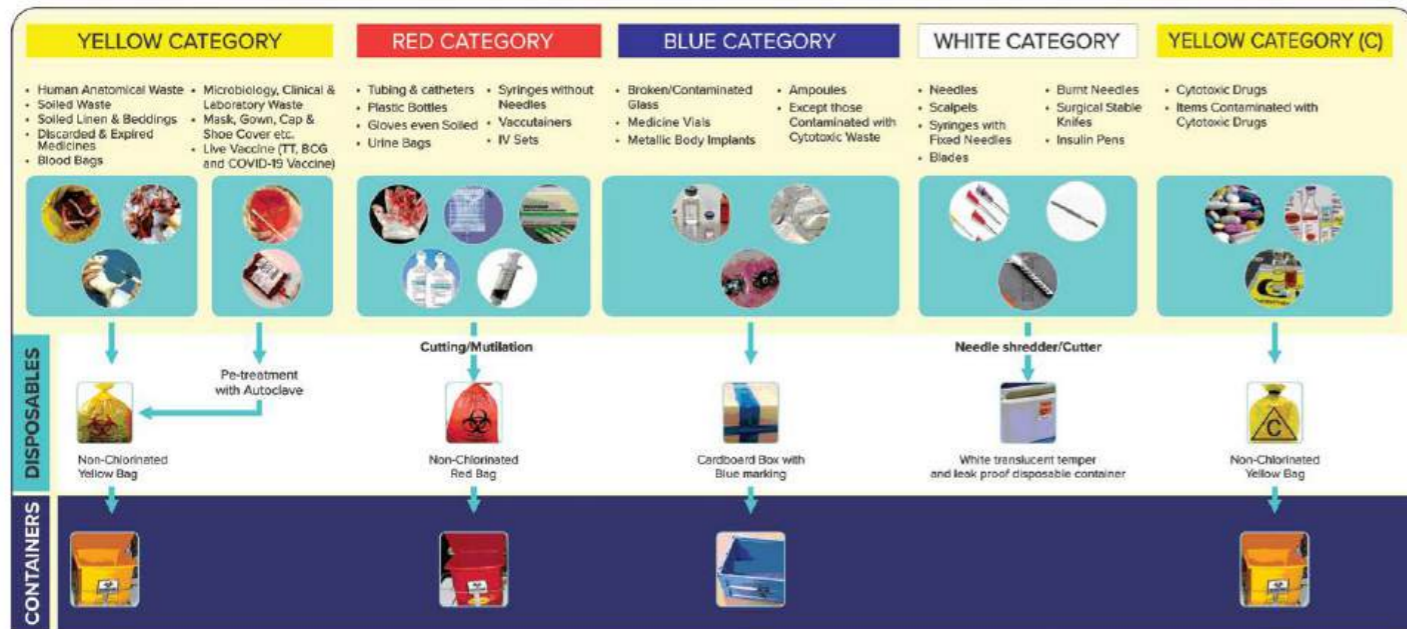 YELLOW CATEGORY
• Human Anatomical Waste
• Soiled Waste
• Soiled Linen & Beddings
• Discarded & Expired
Medicines
• Blood Bags
• Microbiology, Clinical &
Laboratory Waste
• Mask, Gown, Cap &
Shoe Cover etc.
• Live Vaccine (TT, BCG
and COVID-19 Vaccine)
RED CATEGORY
• Tubing & catheters
• Plastic Bottles
• Gloves even Soiled
• Urine Bags
• Syringes without
Needles
• Vaccutainers
• IV Sets
BLUE CATEGORY
• Broken/Contaminated
Glass
• Medicine Vials
• Metallic Body Implants
• Ampoules
• Except those
Contaminated with
Cytotoxic Waste
WHITE CATEGORY
• Needles
• Scalpels
• Syringes with
Fixed Needles
• Blades
• Burnt Needles
• Surgical Stable
Knifes
• Insulin Pens
YELLOW CATEGORY (C)
• Cytotoxic Drugs
• Items Contaminated with
Cytotoxic Drugs
DISPOSABLES
Pe-treatment
with Autoclave
Non-Chlorinated
Yellow Bag
Cutting/Mutilation
Non-Chlorinated
Red Bag
Cardboard Box with
Blue marking
Needle shredder/Cutter
White translucent temper
and leak proof disposable container
C
Non-Chlorinated
Yellow Bag
CONTAINERS